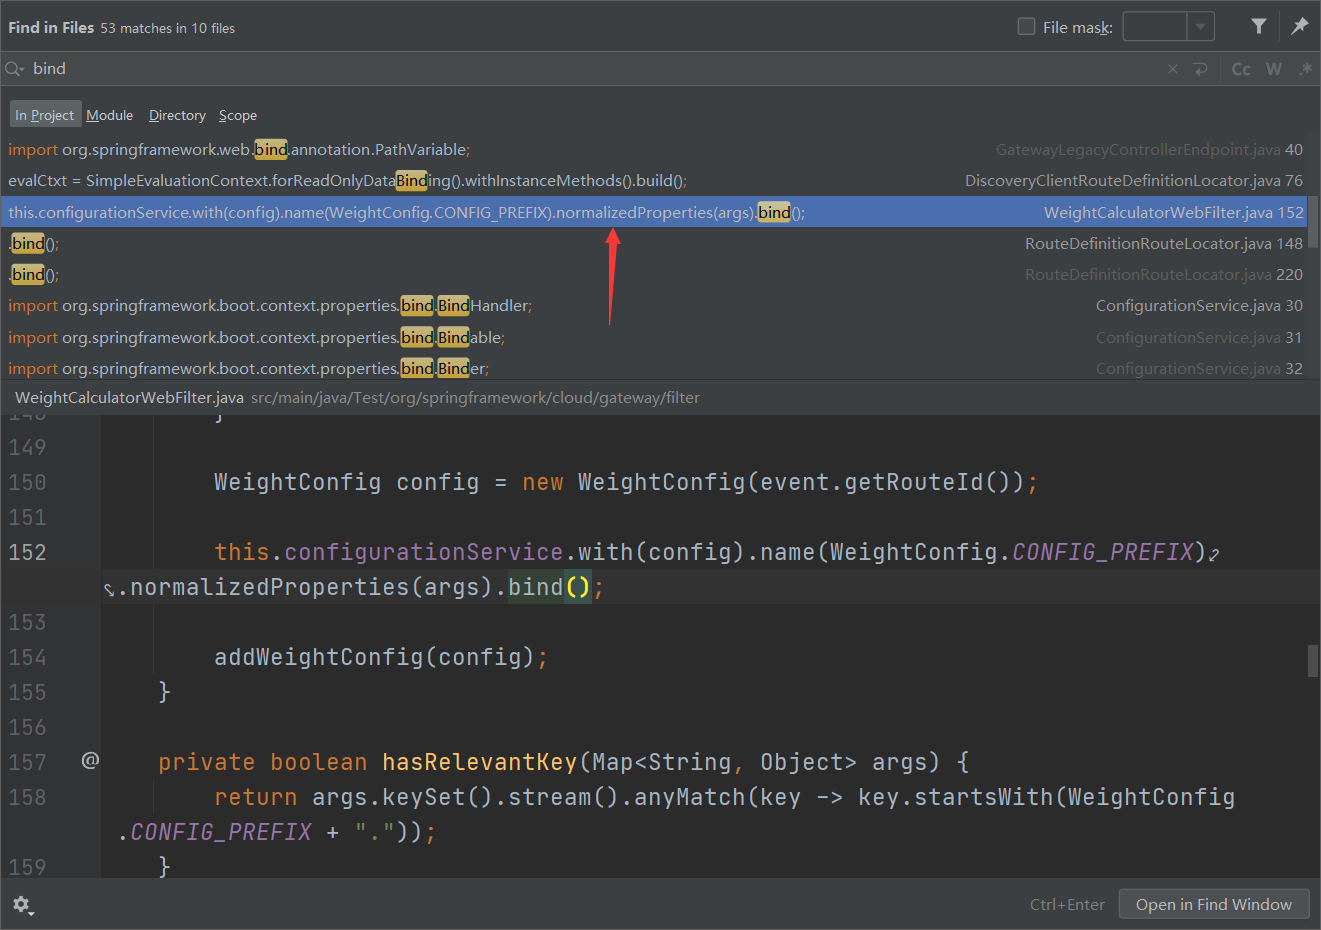 Find in Files 53 matches in 10 files File mask:
bind Cc W .*
In Project Module Directory Scope
import org.springframework.web.bind.annotation.PathVariable; GatewayLegacyControllerEndpoint.java 40
evalCtxt = SimpleEvaluationContext.forReadOnlyDataBinding().withInstanceMethods().build(); DiscoveryClientRouteDefinitionLocator.java 76
this.configurationService.with(config).name(WeightConfig.CONFIG_PREFIX).normalizedProperties(args).bind(); WeightCalculatorWebFilter.java 152
.bind(); RouteDefinitionRouteLocator.java 148
.bind(); RouteDefinitionRouteLocator.java 220
import org.springframework.boot.context.properties.bind.BindHandler; ConfigurationService.java 30
import org.springframework.boot.context.properties.bind.Bindable; ConfigurationService.java 31
import org.springframework.boot.context.properties.bind.Binder; ConfigurationService.java 32
WeightCalculatorWebFilter.java src/main/java/Test/org/springframework/cloud/gateway/filter
148 }
149
150 WeightConfig config = new WeightConfig(event.getRouteId());
151
152 this.configurationService.with(config).name(WeightConfig.CONFIG_PREFIX)
.normalizedProperties(args).bind();
153
154 addWeightConfig(config);
155 }
156
157 @ private boolean hasRelevantKey(Map<String, Object> args) {
158 return args.keySet().stream().anyMatch(key -> key.startsWith(WeightConfig
.CONFIG_PREFIX + "."));
159 }
Ctrl+Enter Open in Find Window